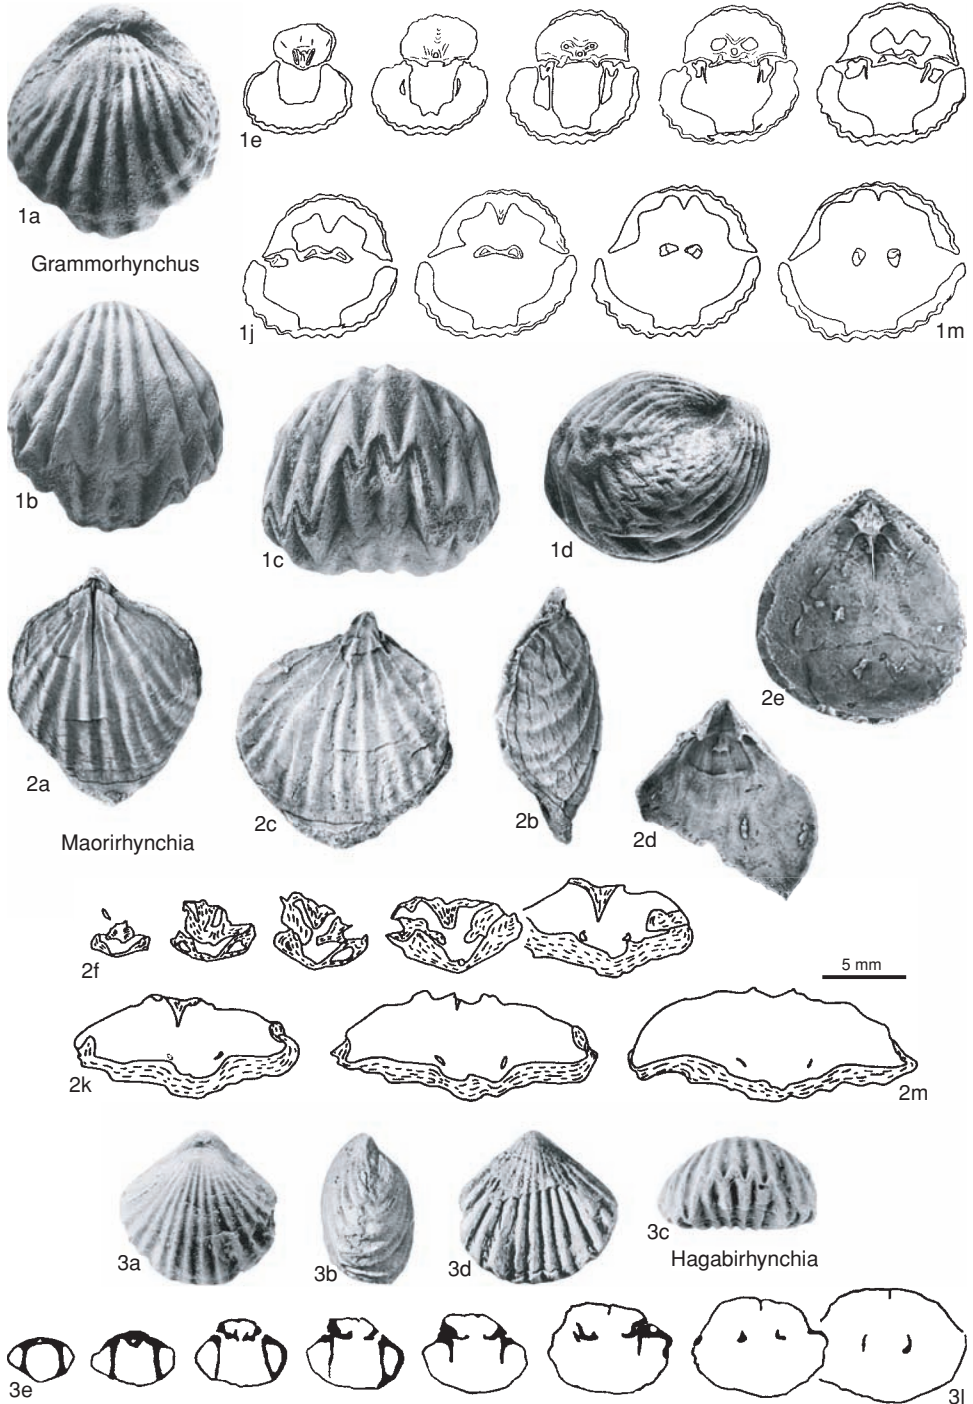 1e
1a
Grammorhynchus
1j
1m
1b
1c
1d
2e
2a
2c
2b
2d
Maorirhynchia
2f
5 mm
2k
2m
3a
3b
3d
3c
Hagabirhynchia
3e
3l